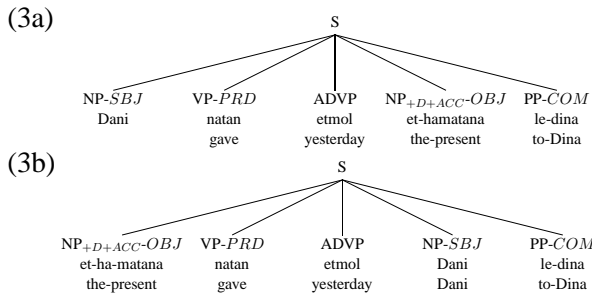 (3a)
S
NP-SBJ VP-PRD ADVP NP+D+ACC-OBJ PP-COM
Dani natan etmol et-hamatana le-dina
gave yesterday the-present to-Dina
(3b)
S
NP+D+ACC-OBJ VP-PRD ADVP NP-SBJ PP-COM
et-ha-matana natan etmol Dani le-dina
the-present gave yesterday Dani to-Dina